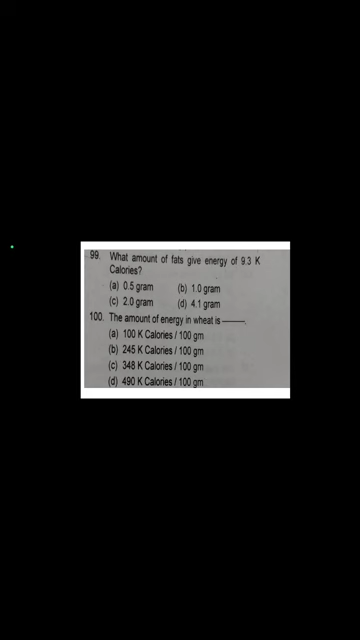 99. What amount of fats give energy of 9.3 K
Calories?
(a) 0.5 gram (b) 1.0 gram
(c) 2.0 gram (d) 4.1 gram
100. The amount of energy in wheat is ———.
(a) 100 K Calories / 100 gm
(b) 245 K Calories / 100 gm
(c) 348 K Calories / 100 gm
(d) 490 K Calories / 100 gm